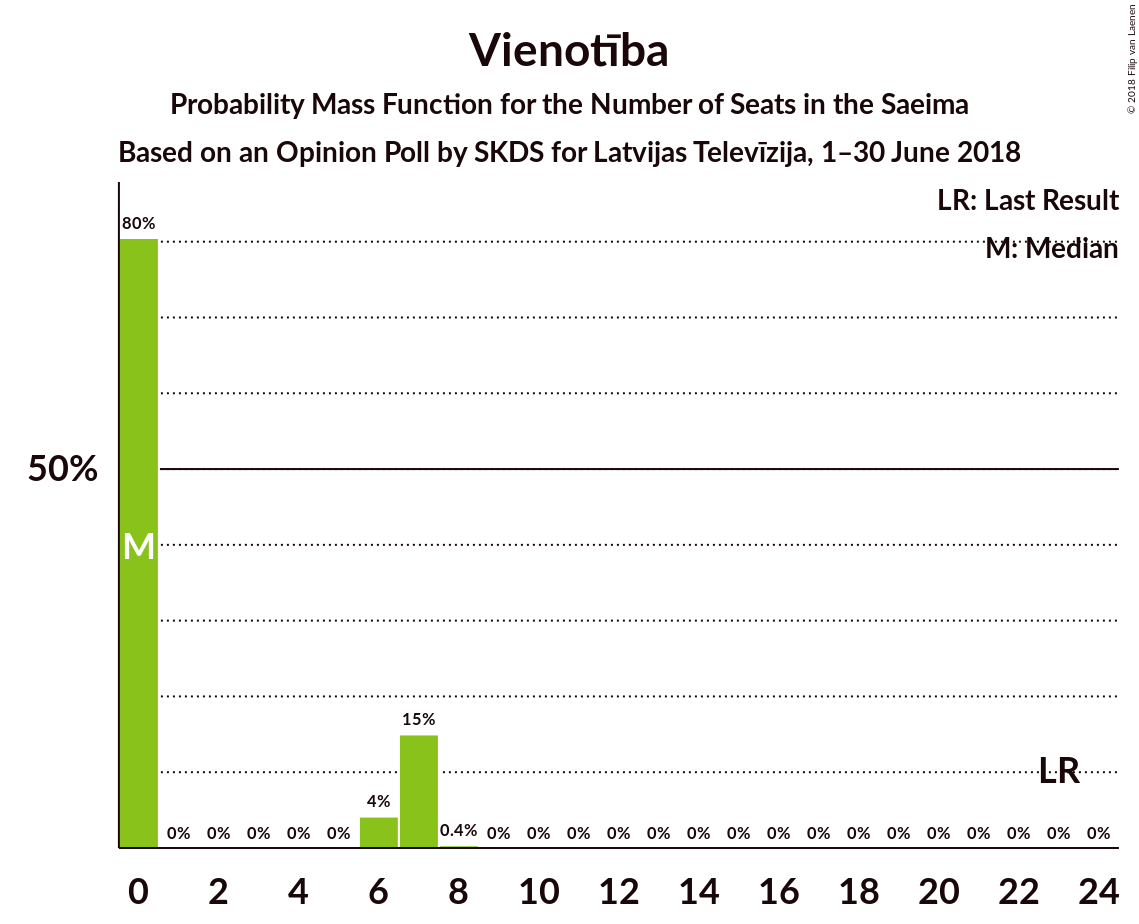 Vienotība
Probability Mass Function for the Number of Seats in the Saeima
Based on an Opinion Poll by SKDS for Latvijas Televīzija, 1–30 June 2018
© 2018 Filip van Laenen
LR: Last Result
M: Median
80%
50%
M
15%
LR
4%
0% 0% 0% 0% 0% 0.4% 0% 0% 0% 0% 0% 0% 0% 0% 0% 0% 0% 0% 0% 0% 0% 0%
0 2 4 6 8 10 12 14 16 18 20 22 24